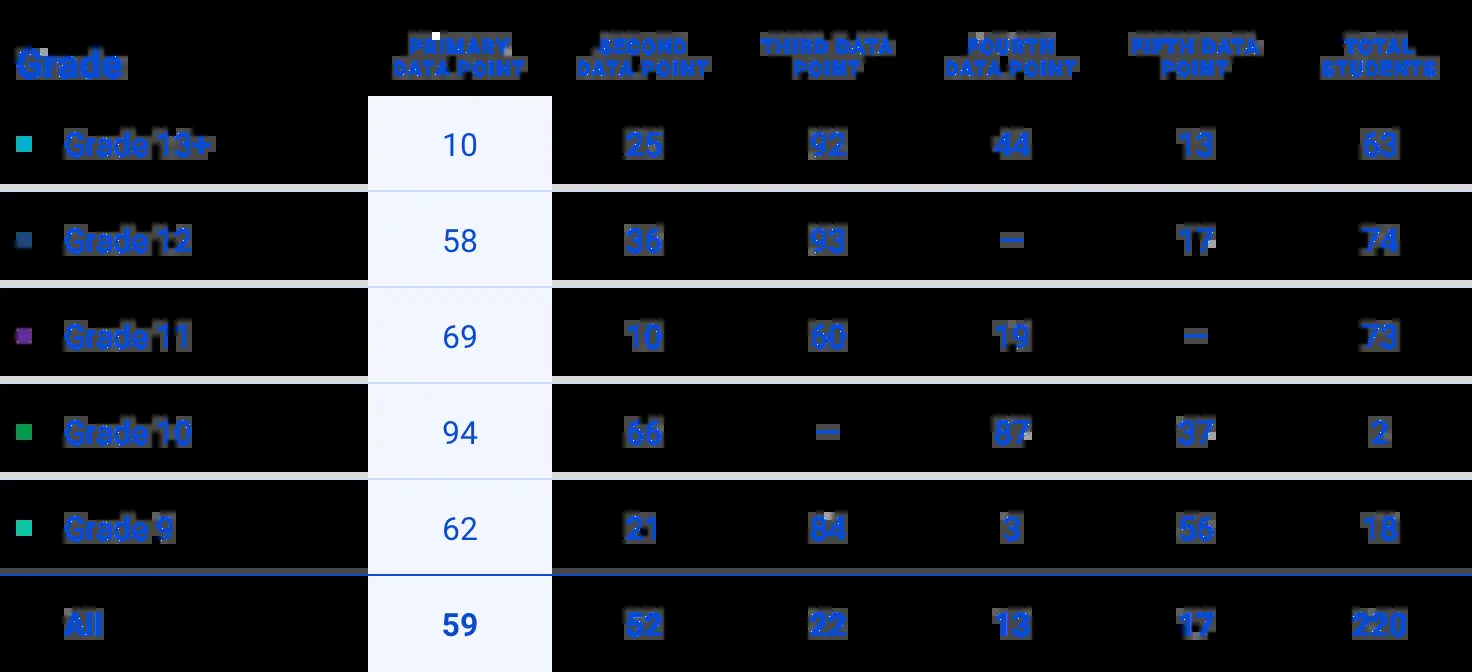 Grade PRIMARY DATA POINT SECOND DATA POINT THIRD DATA POINT FOURTH DATA POINT FIFTH DATA POINT TOTAL STUDENTS
Grade 13+ 10 25 92 44 13 63
Grade 12 58 36 93 — 17 74
Grade 11 69 10 60 19 — 73
Grade 10 94 66 — 87 37 2
Grade 9 62 21 84 3 56 18
All 59 52 22 13 17 220